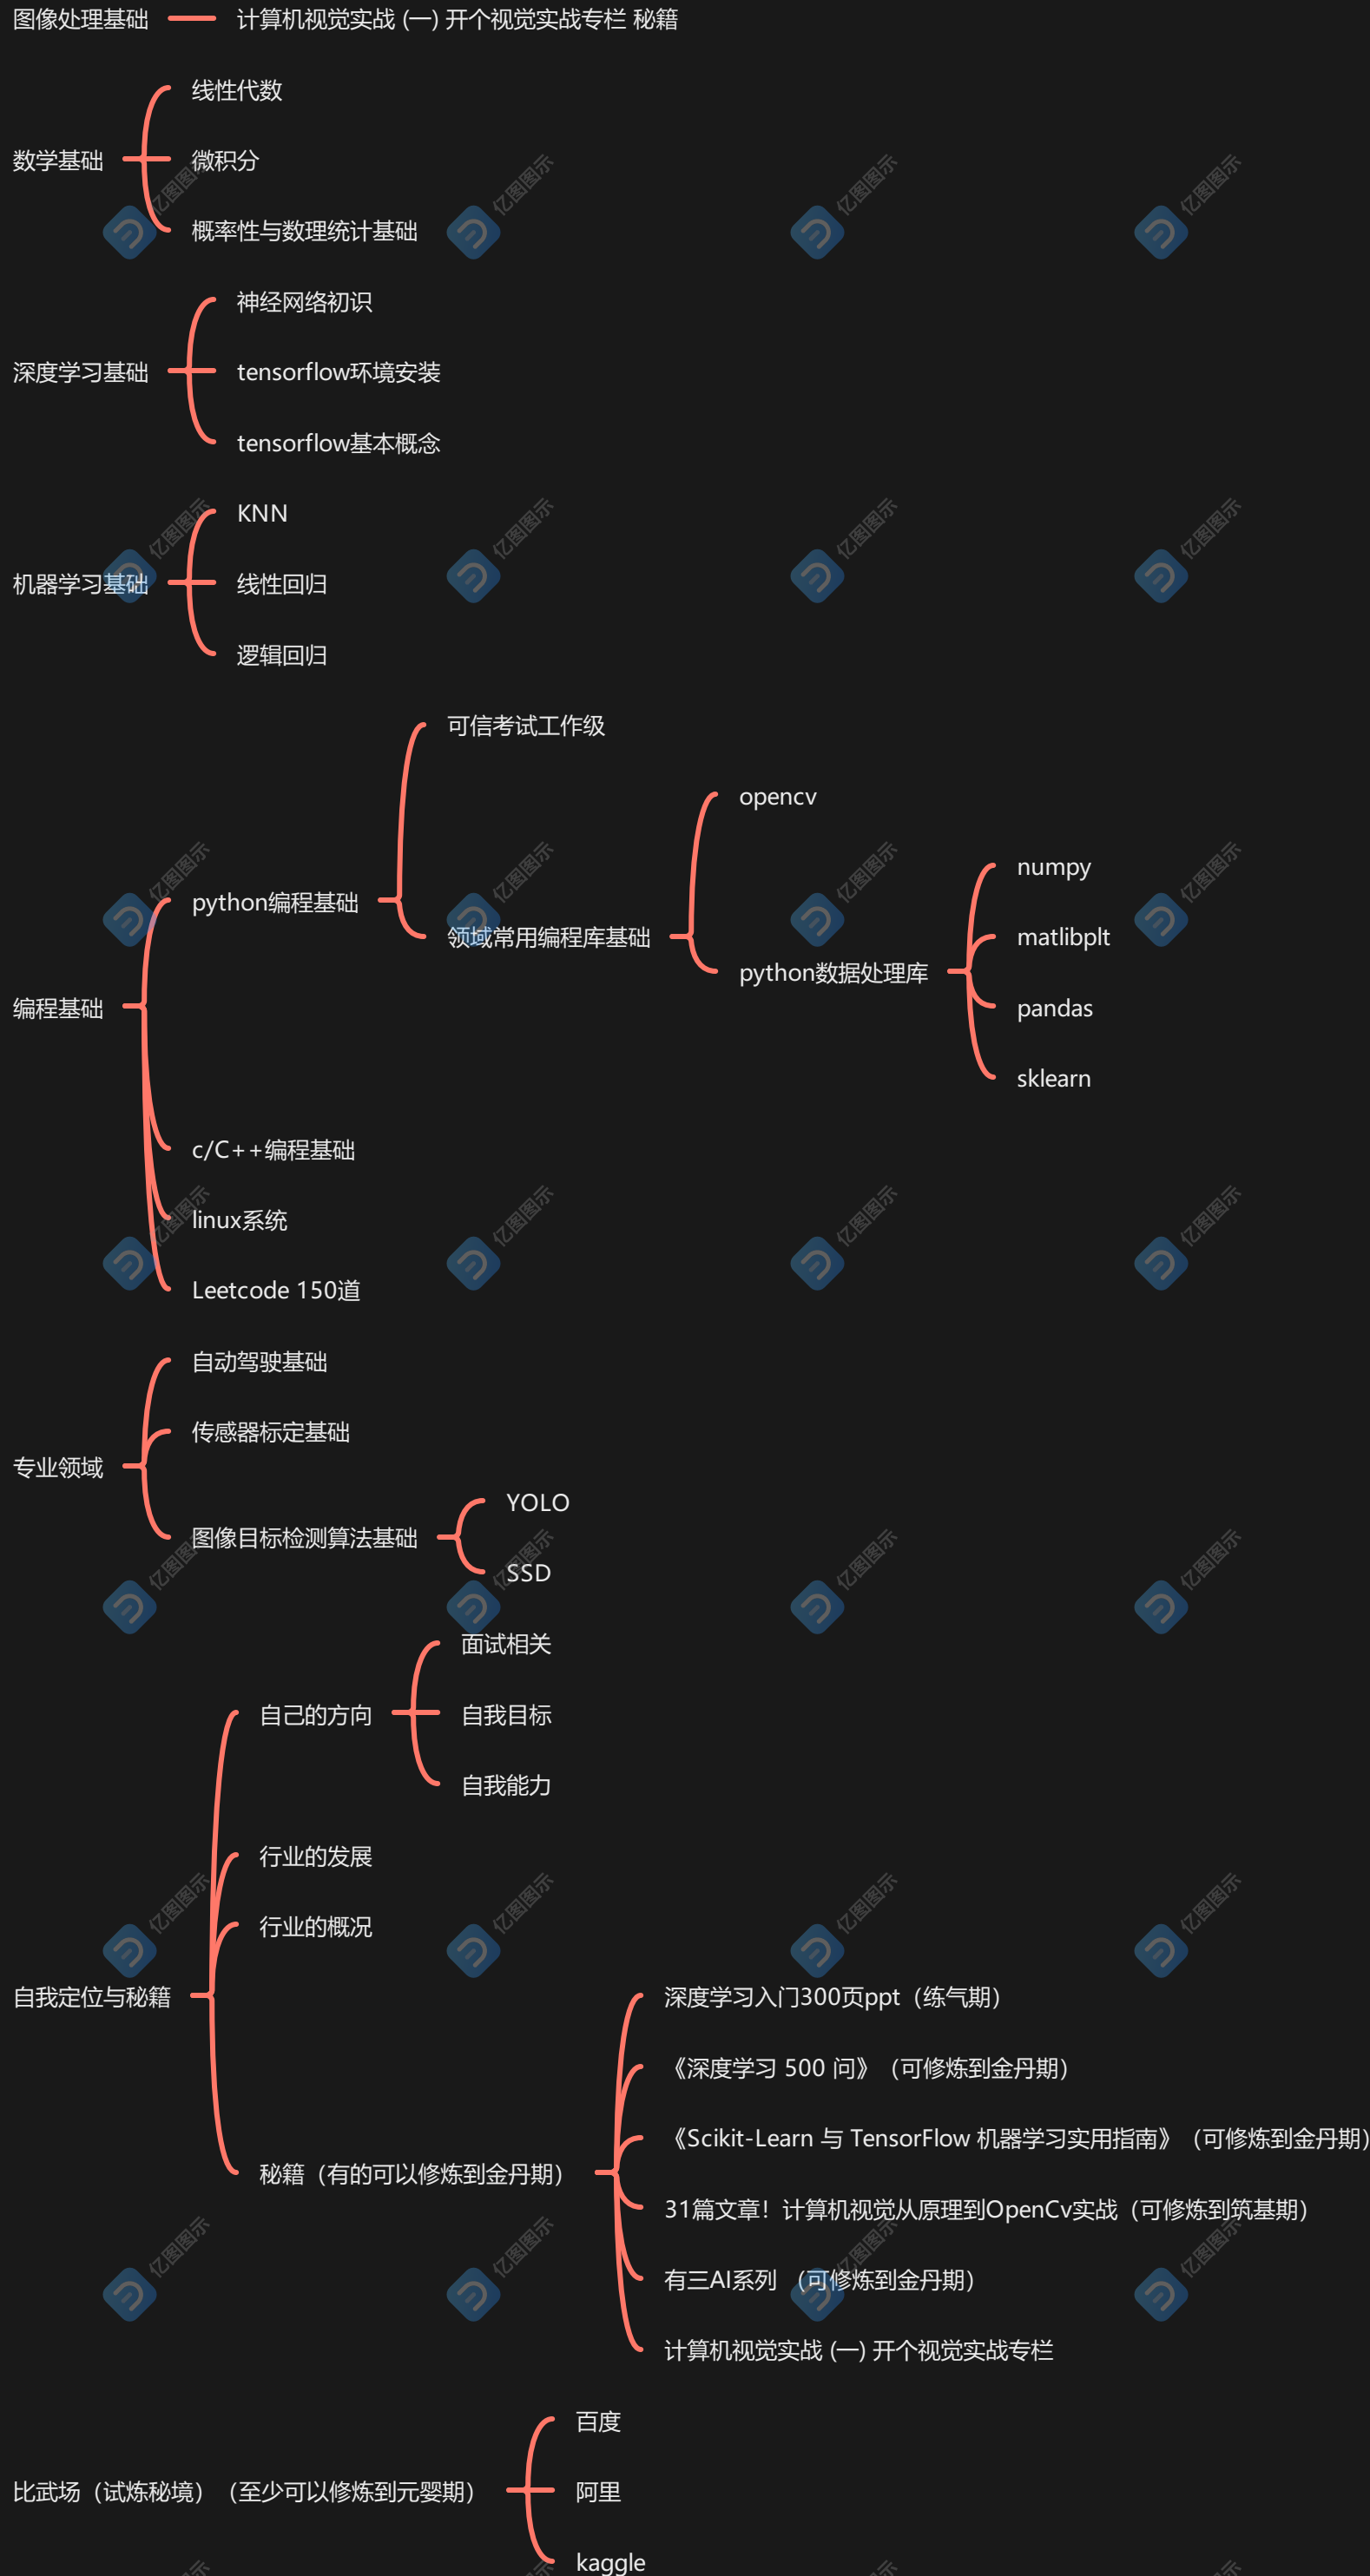 图像处理基础 计算机视觉实战 (一) 开个视觉实战专栏 秘籍
数学基础
线性代数
微积分
概率性与数理统计基础
深度学习基础
神经网络初识
tensorflow环境安装
tensorflow基本概念
机器学习基础
KNN
线性回归
逻辑回归
编程基础
python编程基础
可信考试工作级
领域常用编程库基础
opencv
python数据处理库
numpy
matlibplt
pandas
sklearn
c/C++编程基础
linux系统
Leetcode 150道
专业领域
自动驾驶基础
传感器标定基础
图像目标检测算法基础
YOLO
SSD
自我定位与秘籍
自己的方向
面试相关
自我目标
自我能力
行业的发展
行业的概况
秘籍（有的可以修炼到金丹期）
深度学习入门300页ppt（练气期）
《深度学习 500 问》（可修炼到金丹期）
《Scikit-Learn 与 TensorFlow 机器学习实用指南》（可修炼到金丹期）
31篇文章！计算机视觉从原理到OpenCv实战（可修炼到筑基期）
有三AI系列 （可修炼到金丹期）
计算机视觉实战 (一) 开个视觉实战专栏
比武场（试炼秘境）（至少可以修炼到元婴期）
百度
阿里
kaggle
亿图图示